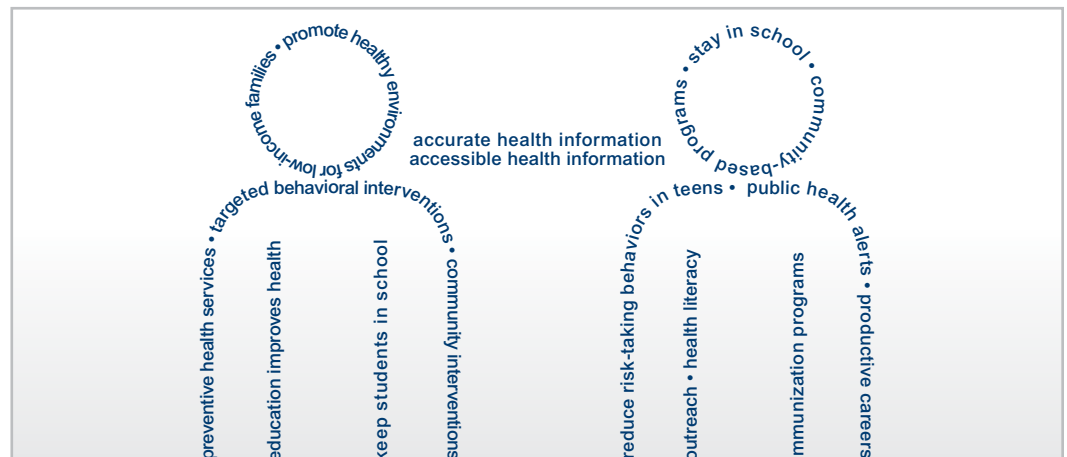 promote healthy environments for low-income families •
accurate health information
accessible health information
stay in school • community-based programs •
preventive health services • targeted behavioral interventions • community interventions
education improves health
keep students in school
reduce risk-taking behaviors in teens • public health alerts • productive careers
outreach • health literacy
programs